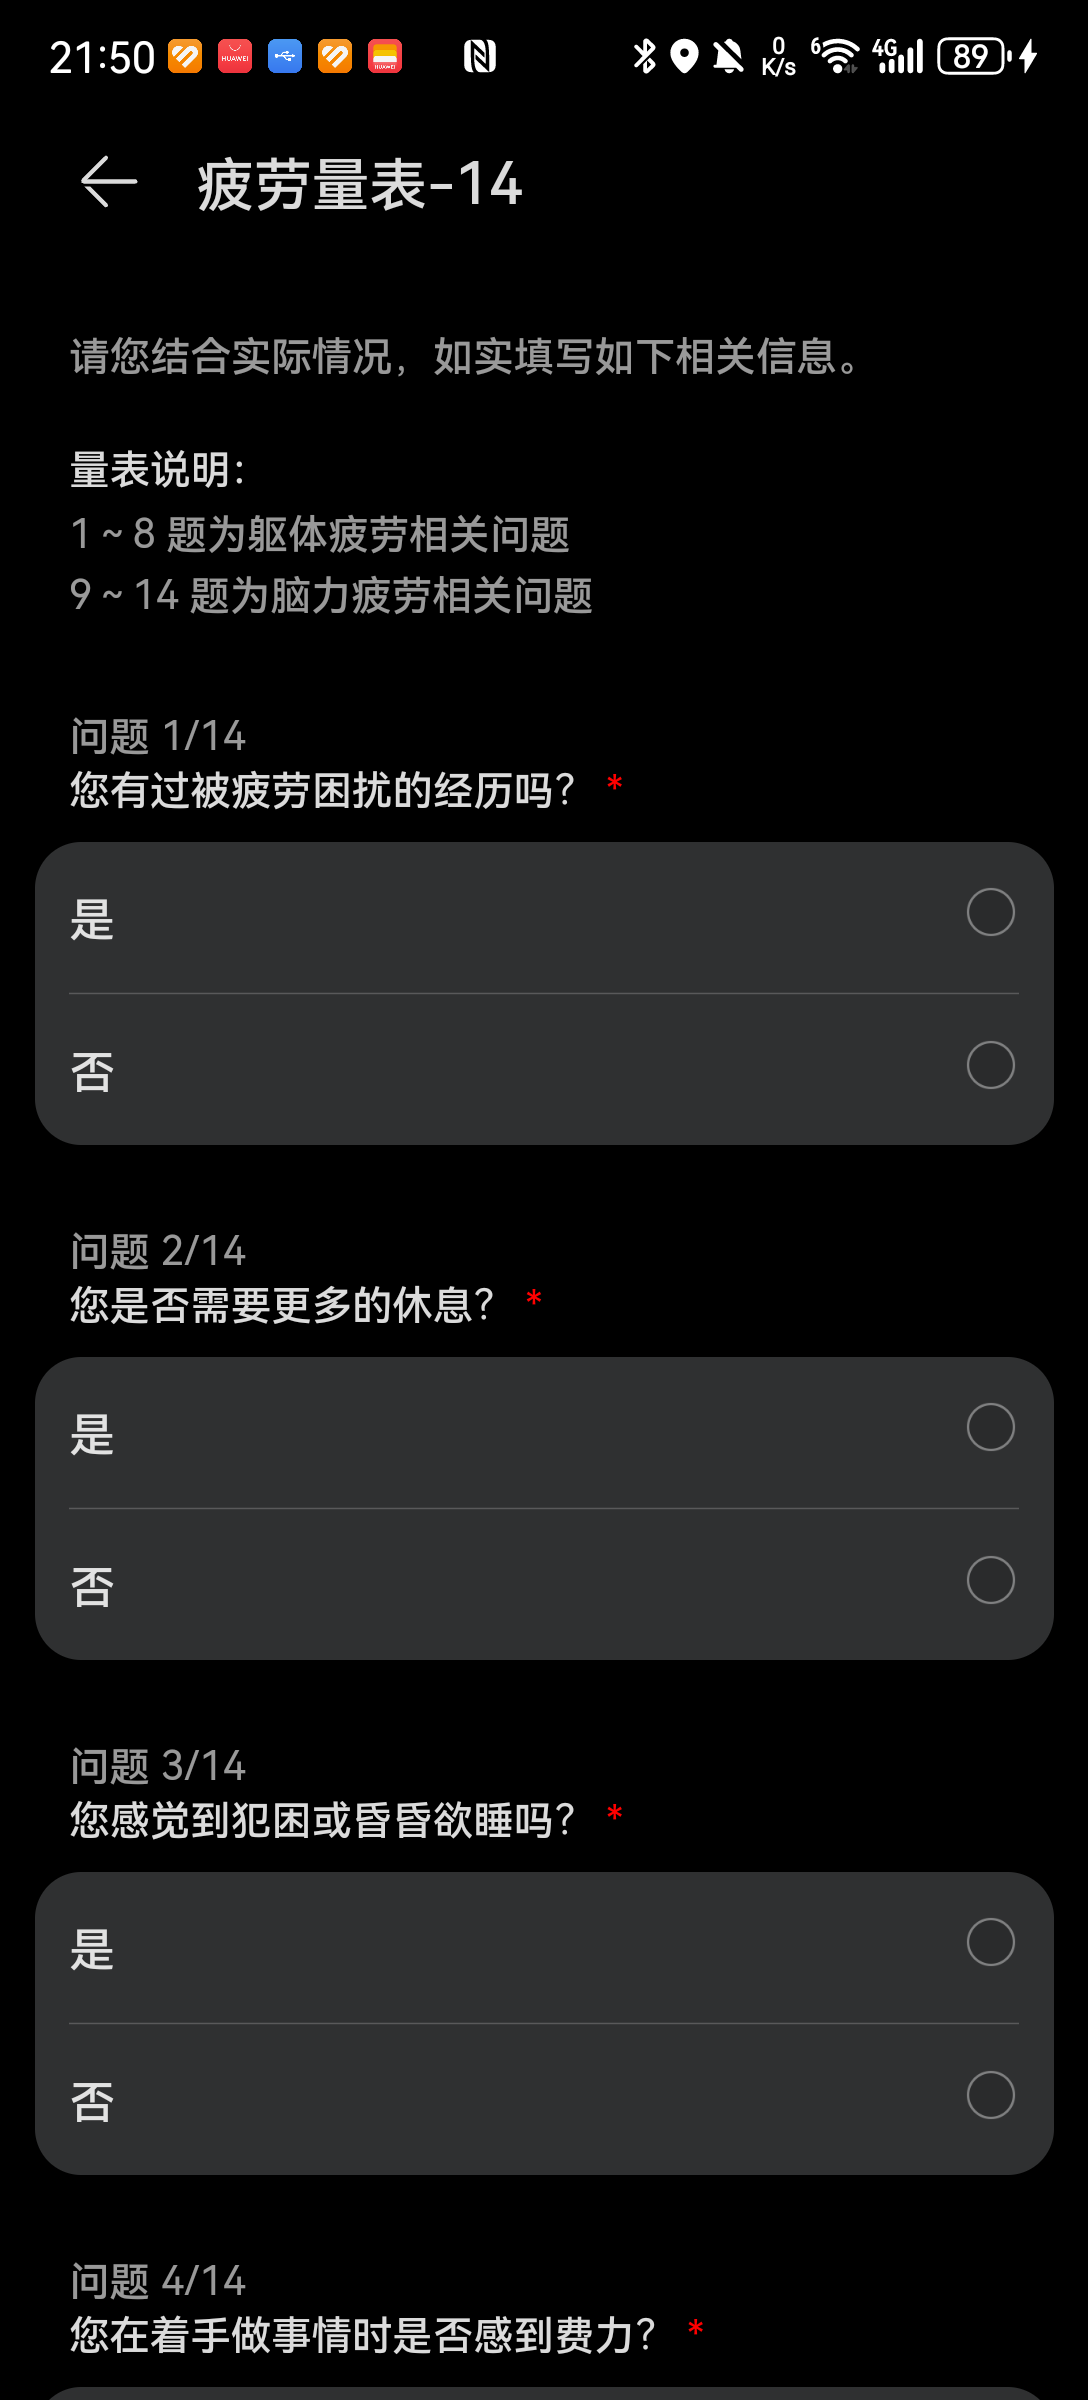 21:50
HUAWEI
HUAWEI
0
K/s
6
4G
89
疲劳量表-14
请您结合实际情况，如实填写如下相关信息。
量表说明：
1 ~ 8 题为躯体疲劳相关问题
9 ~ 14 题为脑力疲劳相关问题
问题 1/14
您有过被疲劳困扰的经历吗？ *
是
否
问题 2/14
您是否需要更多的休息？ *
是
否
问题 3/14
您感觉到犯困或昏昏欲睡吗？ *
是
否
问题 4/14
您在着手做事情时是否感到费力？ *